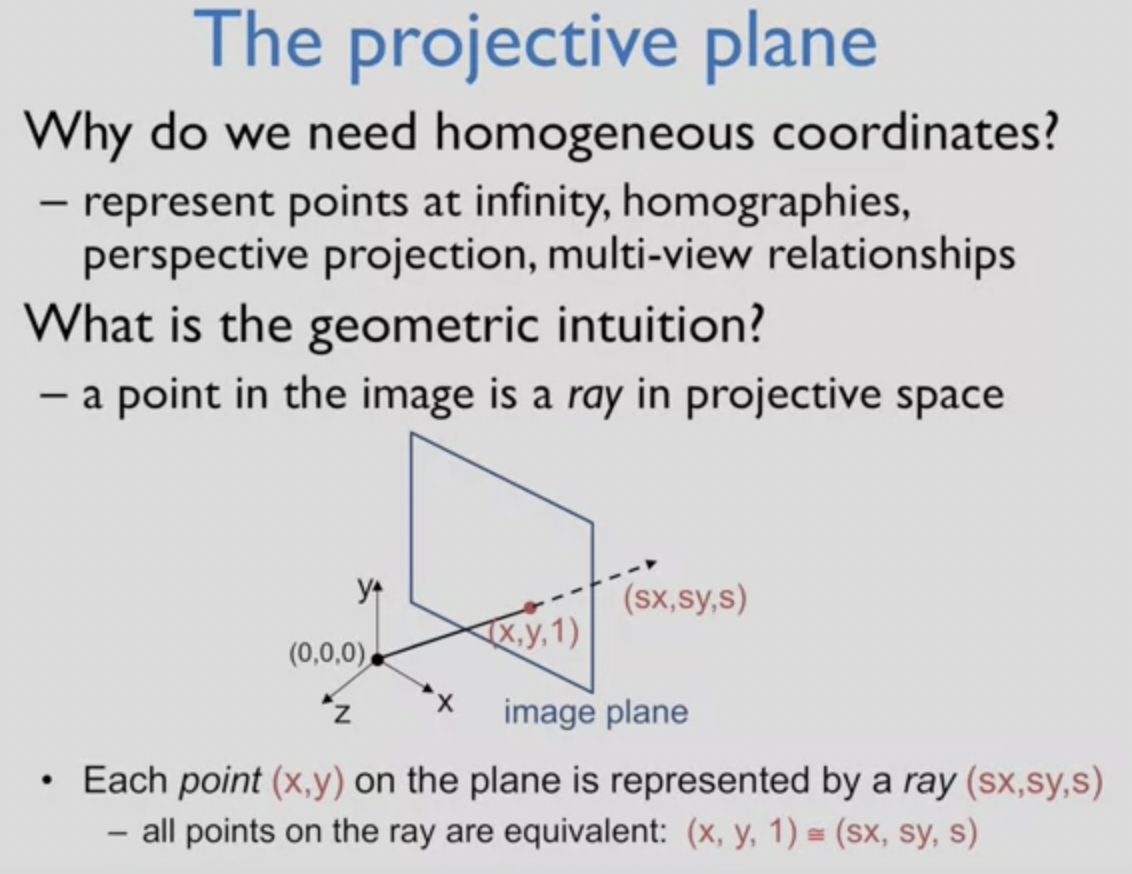 The projective plane
Why do we need homogeneous coordinates?
– represent points at infinity, homographies,
perspective projection, multi-view relationships
What is the geometric intuition?
– a point in the image is a ray in projective space
y
(sx,sy,s)
(x,y,1)
(0,0,0)
z
x
image plane
• Each point (x,y) on the plane is represented by a ray (sx,sy,s)
– all points on the ray are equivalent: (x, y, 1) ≅ (sx, sy, s)